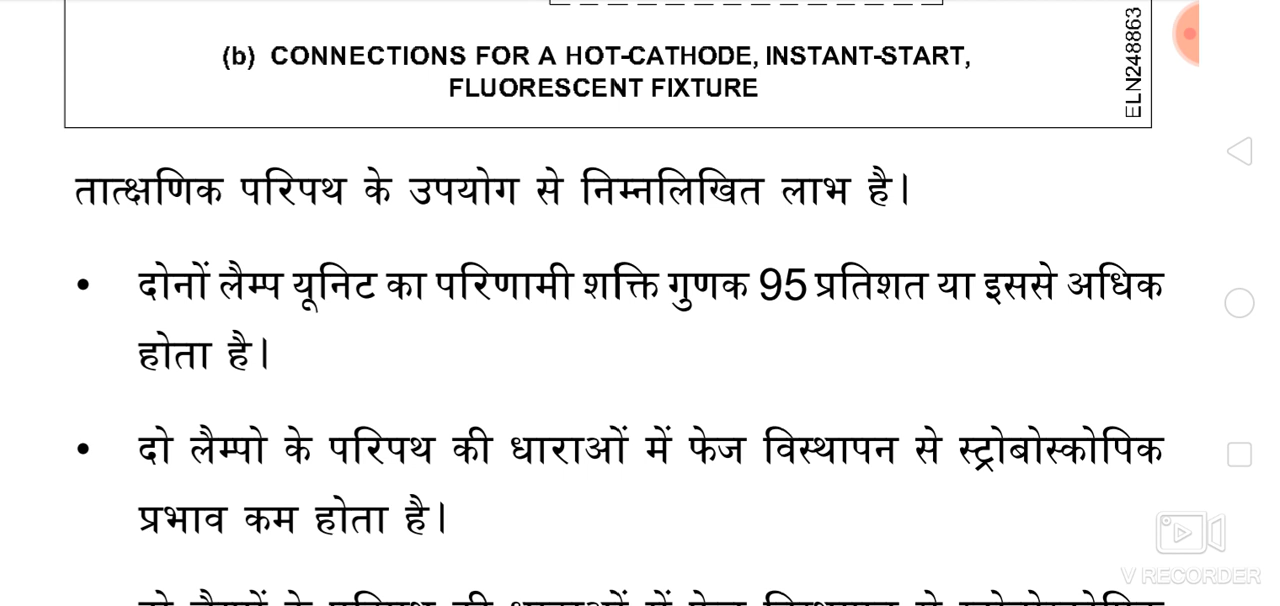 (b) CONNECTIONS FOR A HOT-CATHODE, INSTANT-START,
FLUORESCENT FIXTURE
ELN248863
तात्क्षणिक परिपथ के उपयोग से निम्नलिखित लाभ है।
• दोनों लैम्प यूनिट का परिणामी शक्ति गुणक 95 प्रतिशत या इससे अधिक
होता है।
• दो लैम्पो के परिपथ की धाराओं में फेज विस्थापन से स्ट्रोबोस्कोपिक
प्रभाव कम होता है।
V RECORDER